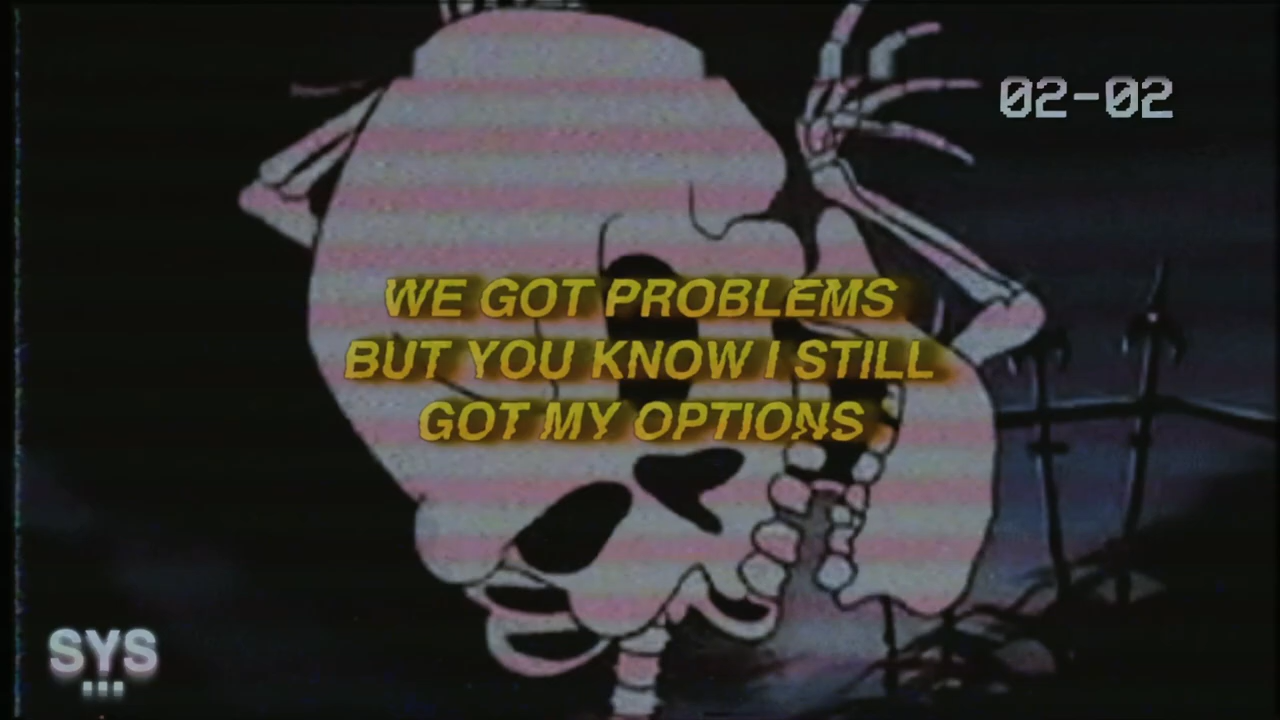 02-02
WE GOT PROBLEMS
BUT YOU KNOW I STILL
GOT MY OPTIONS
SYS